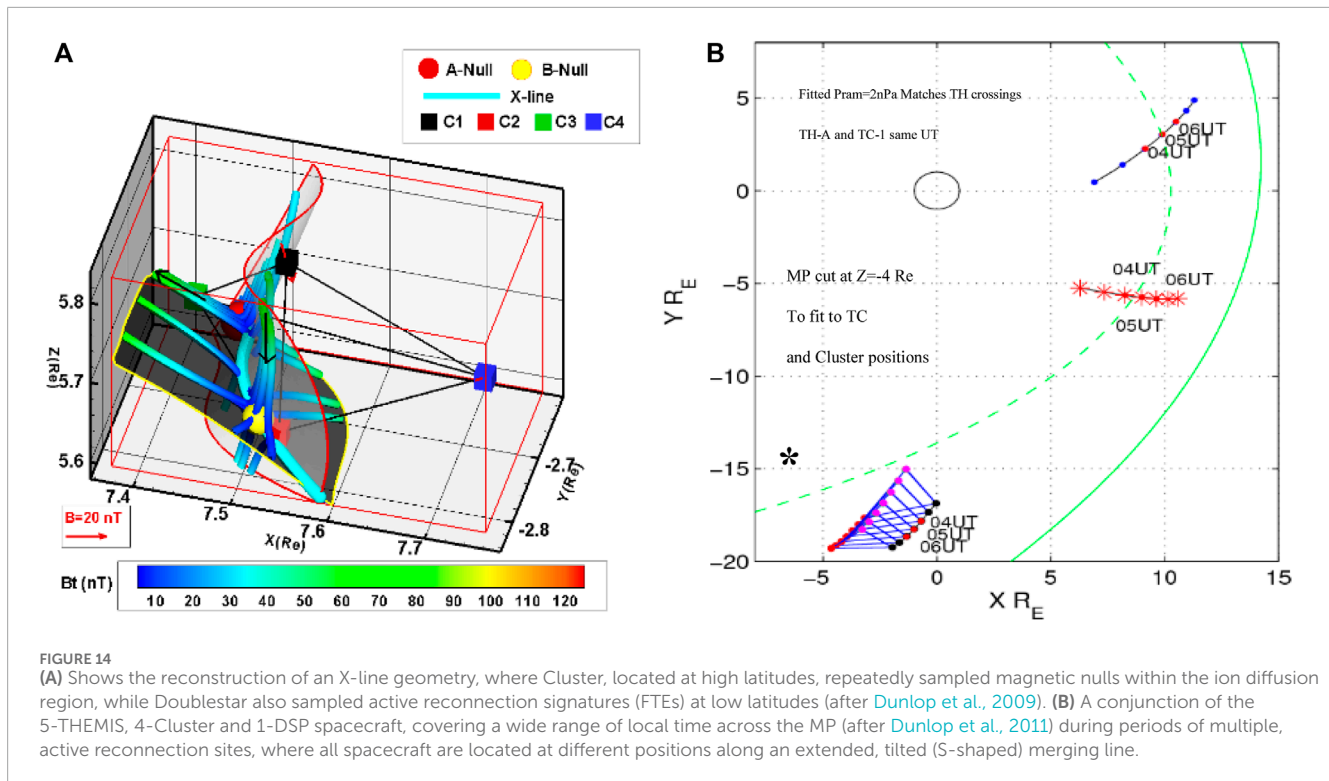 A
A-Null B-Null
X-line
C1 C2 C3 C4
5.8
5.7
5.6
Z(Re)
7.4
7.5
7.6
7.7
X(Re)
-2.7
-2.8
Y(Re)
B=20 nT
Bt (nT)
10 20 30 40 50 60 70 80 90 100 110 120
B
Fitted Pram=2nPa Matches TH crossings
TH-A and TC-1 same UT
06UT
05UT
04UT
MP cut at Z=-4 Re
To fit to TC
and Cluster positions
04UT
06UT
05UT
*
04UT
05UT
06UT
5
0
−5
−10
−15
−20
Y R_E
−5 0 5 10 15
X R_E
FIGURE 14
(A) Shows the reconstruction of an X-line geometry, where Cluster, located at high latitudes, repeatedly sampled magnetic nulls within the ion diffusion
region, while Doublestar also sampled active reconnection signatures (FTEs) at low latitudes (after Dunlop et al., 2009). (B) A conjunction of the
5-THEMIS, 4-Cluster and 1-DSP spacecraft, covering a wide range of local time across the MP (after Dunlop et al., 2011) during periods of multiple,
active reconnection sites, where all spacecraft are located at different positions along an extended, tilted (S-shaped) merging line.